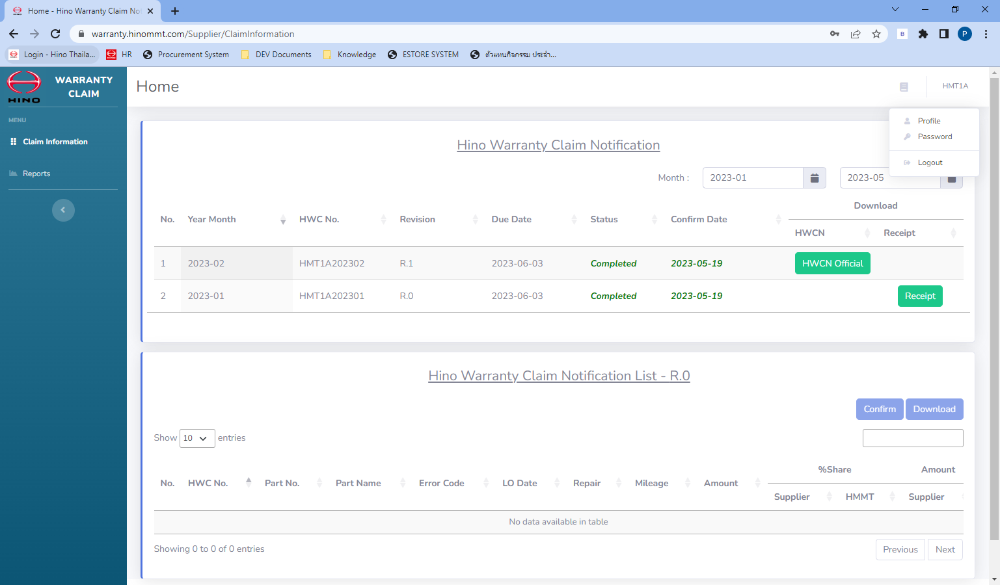 Home - Hino Warranty Claim Not
warranty.hinommt.com/Supplier/ClaimInformation
B
P
Login - Hino Thaila... HR Procurement System DEV Documents Knowledge ESTORE SYSTEM ตัวแทนกิจกรรม ประจำ...
HINO
WARRANTY
CLAIM
MENU
Claim Information
Reports
Home
HMT1A
Profile
Password
Logout
Hino Warranty Claim Notification
Month : 2023-01 2023-05
Download
No. Year Month HWC No. Revision Due Date Status Confirm Date
HWCN Receipt
1 2023-02 HMT1A202302 R.1 2023-06-03 Completed 2023-05-19 HWCN Official
2 2023-01 HMT1A202301 R.0 2023-06-03 Completed 2023-05-19 Receipt
Hino Warranty Claim Notification List - R.0
Confirm Download
Show 10 entries
%Share Amount
No. HWC No. Part No. Part Name Error Code LO Date Repair Mileage Amount
Supplier HMMT Supplier
No data available in table
Showing 0 to 0 of 0 entries
Previous Next